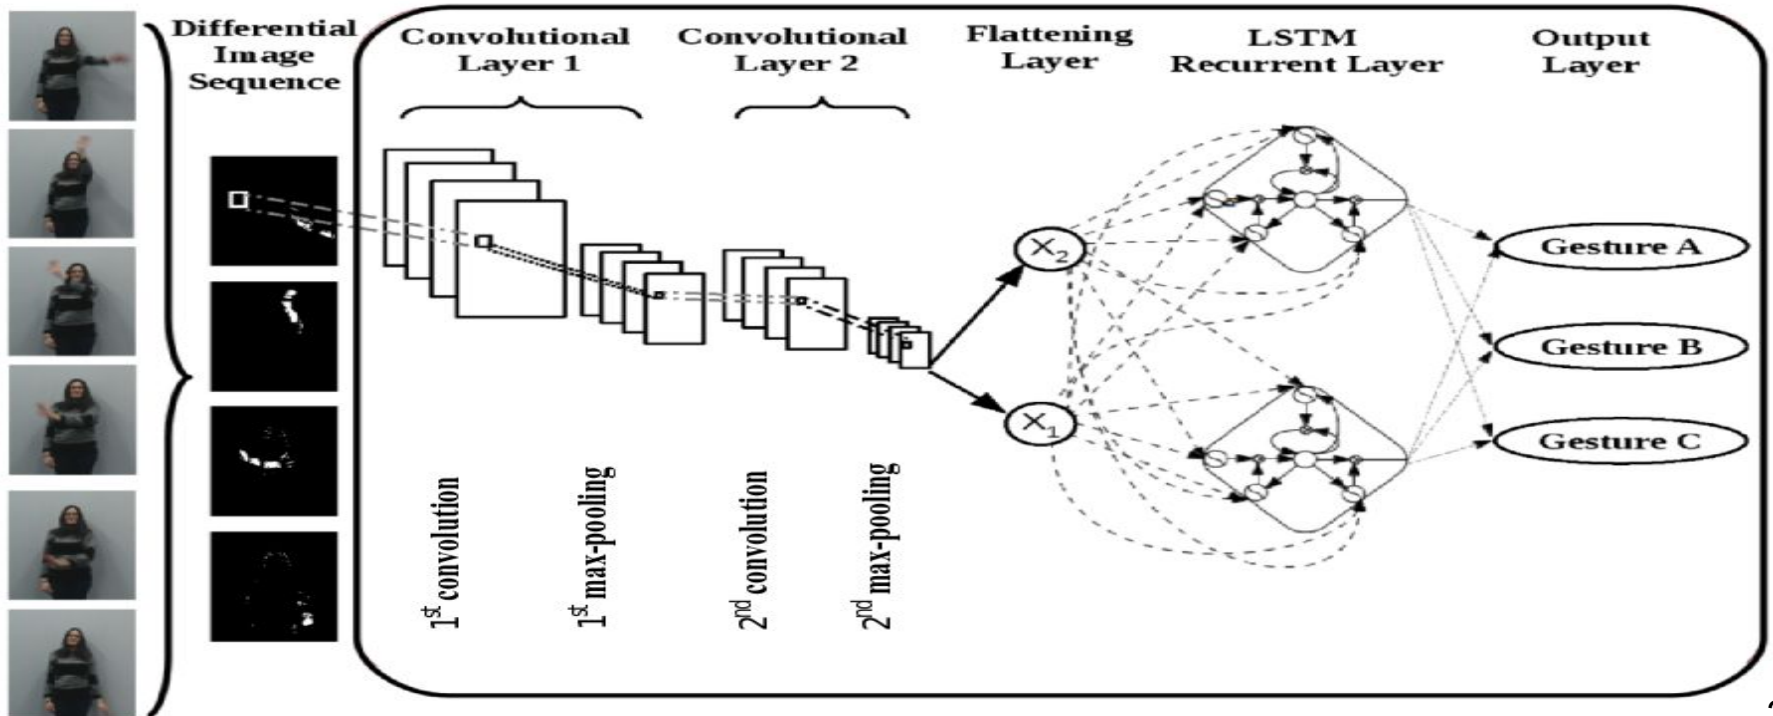 Differential
Image
Sequence
Convolutional
Layer 1
Convolutional
Layer 2
Flattening
Layer
LSTM
Recurrent Layer
Output
Layer
X2
X1
Gesture A
Gesture B
Gesture C
1st convolution
1st max-pooling
2nd convolution
2nd max-pooling